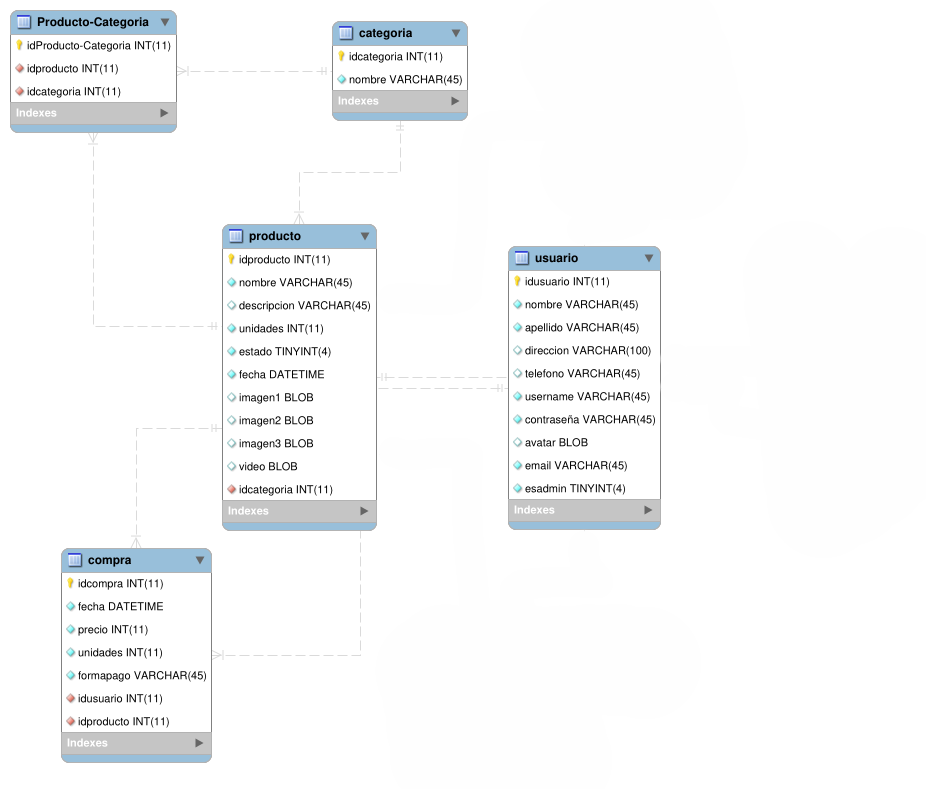 Producto-Categoria
idProducto-Categoria INT(11)
idproducto INT(11)
idcategoria INT(11)
Indexes
categoria
idcategoria INT(11)
nombre VARCHAR(45)
Indexes
producto
idproducto INT(11)
nombre VARCHAR(45)
descripcion VARCHAR(45)
unidades INT(11)
estado TINYINT(4)
fecha DATETIME
imagen1 BLOB
imagen2 BLOB
imagen3 BLOB
video BLOB
idcategoria INT(11)
Indexes
usuario
idusuario INT(11)
nombre VARCHAR(45)
apellido VARCHAR(45)
direccion VARCHAR(100)
telefono VARCHAR(45)
username VARCHAR(45)
contraseña VARCHAR(45)
avatar BLOB
email VARCHAR(45)
esadmin TINYINT(4)
Indexes
compra
idcompra INT(11)
fecha DATETIME
precio INT(11)
unidades INT(11)
formapago VARCHAR(45)
idusuario INT(11)
idproducto INT(11)
Indexes